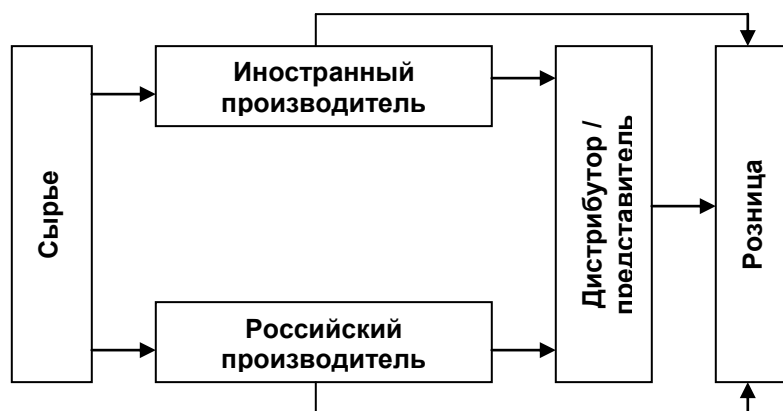 Сырье
Иностранный
производитель
Российский
производитель
Дистрибутор /
представитель
Розница